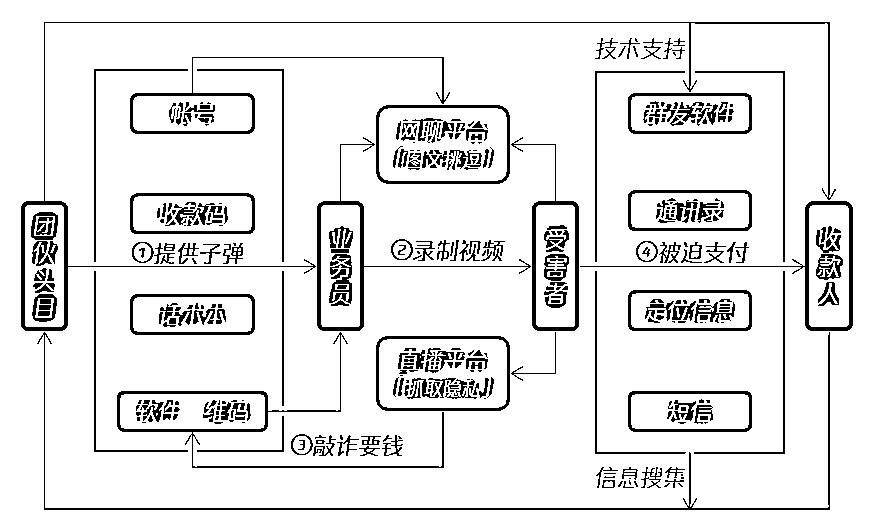 技术支持
帐号
群发软件
网聊平台
(图文挑逗)
收款码
通讯录
团伙头目
①提供子弹
业务员
②录制视频
受害者
④被迫支付
收款人
话术本
定位信息
直播平台
(抓取隐私)
软件二维码
短信
③敲诈要钱
信息搜集